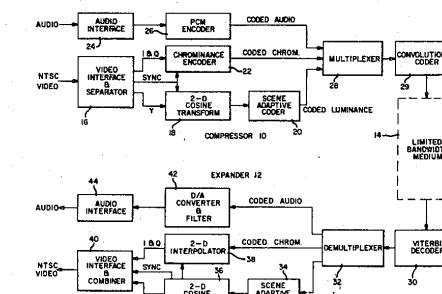 AUDIO
AUDIO
INTERFACE
24
26
PCM
ENCODER
CODED AUDIO
NTSC
VIDEO
VIDEO
INTERFACE
&
SEPARATOR
16
I & Q
SYNC
Y
CHROMINANCE
ENCODER
22
CODED CHROM.
2-D
COSINE
TRANSFORM
18
SCENE
ADAPTIVE
CODER
20
CODED LUMINANCE
MULTIPLEXER
28
CODER
29
COMPRESSOR 10
14
LIMITED
MEDIUM
EXPANDER 12
44
AUDIO
AUDIO
INTERFACE
42
D/A
CONVERTER
&
FILTER
CODED AUDIO
40
NTSC
VIDEO
VIDEO
INTERFACE
&
COMBINER
I & Q
SYNC
2-D
INTERPOLATOR
38
CODED CHROM.
36
2-D
COSINE
34
SCENE
ADAPTIVE
DEMULTIPLEXER
32
VITERBI
DECODER
30